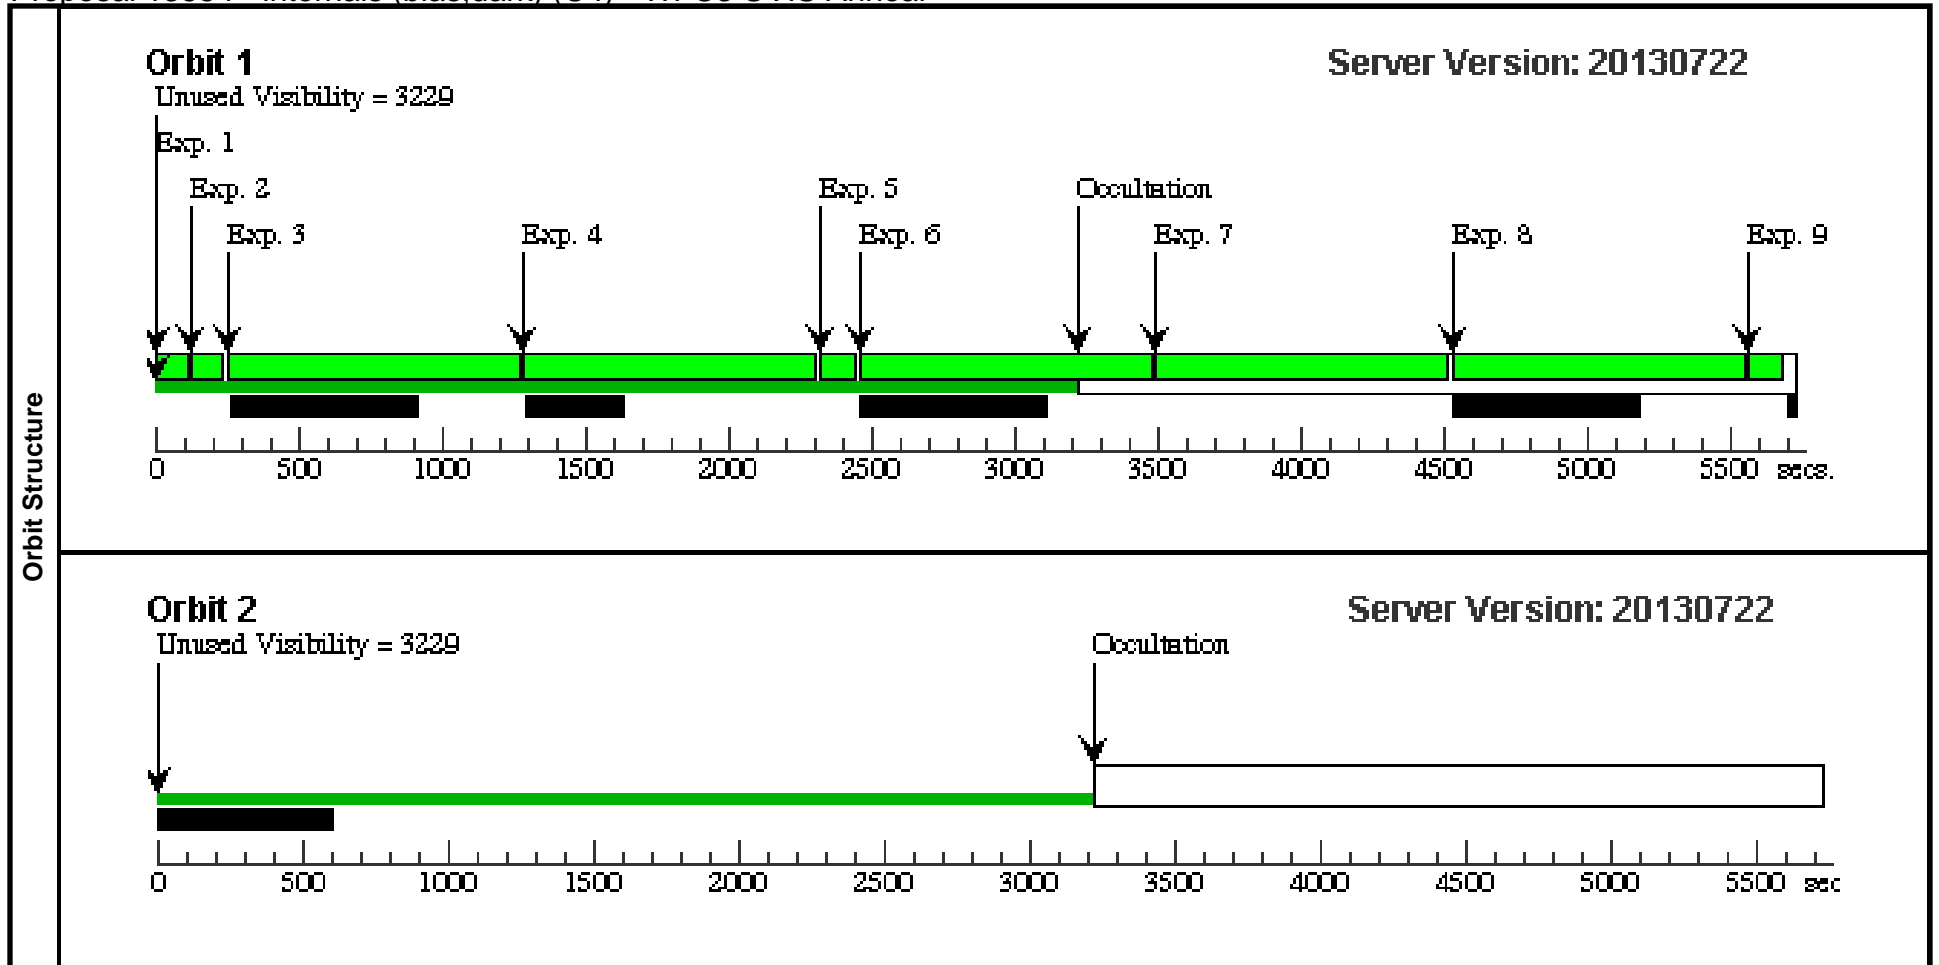 Orbit Structure
Orbit 1
Server Version: 20130722
Unused Visibility = 3229
Exp. 1
Exp. 2
Exp. 5
Occultation
Exp. 3
Exp. 4
Exp. 6
Exp. 7
Exp. 8
Exp. 9
0 500 1000 1500 2000 2500 3000 3500 4000 4500 5000 5500 secs.
Orbit 2
Server Version: 20130722
Unused Visibility = 3229
Occultation
0 500 1000 1500 2000 2500 3000 3500 4000 4500 5000 5500 sec